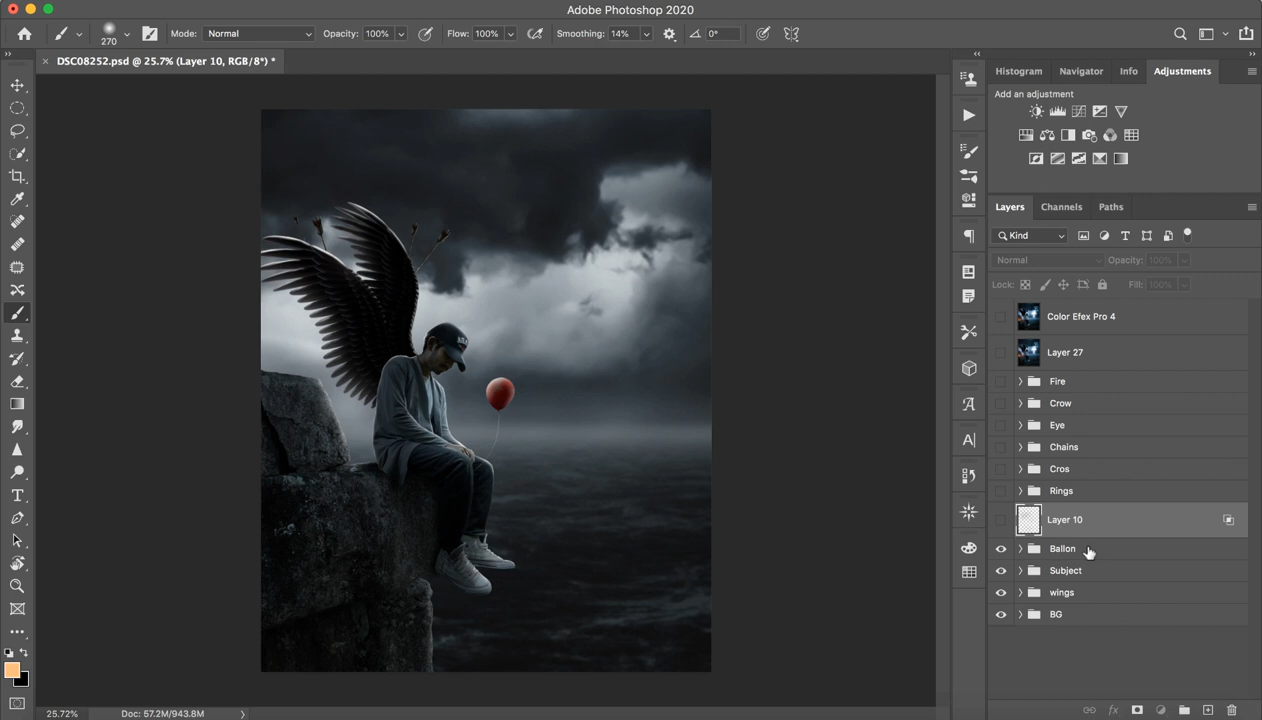 Adobe Photoshop 2020
270
Mode: Normal Opacity: 100% Flow: 100% Smoothing: 14% 0°
DSC08252.psd @ 25.7% (Layer 10, RGB/8*) *
Histogram Navigator Info Adjustments
Add an adjustment
Layers Channels Paths
Kind
Normal Opacity: 100%
Lock: Fill: 100%
Color Efex Pro 4
Layer 27
Fire
Crow
Eye
Chains
Cros
Rings
Layer 10
Ballon
Subject
wings
BG
25.72% Doc: 57.2M/943.8M